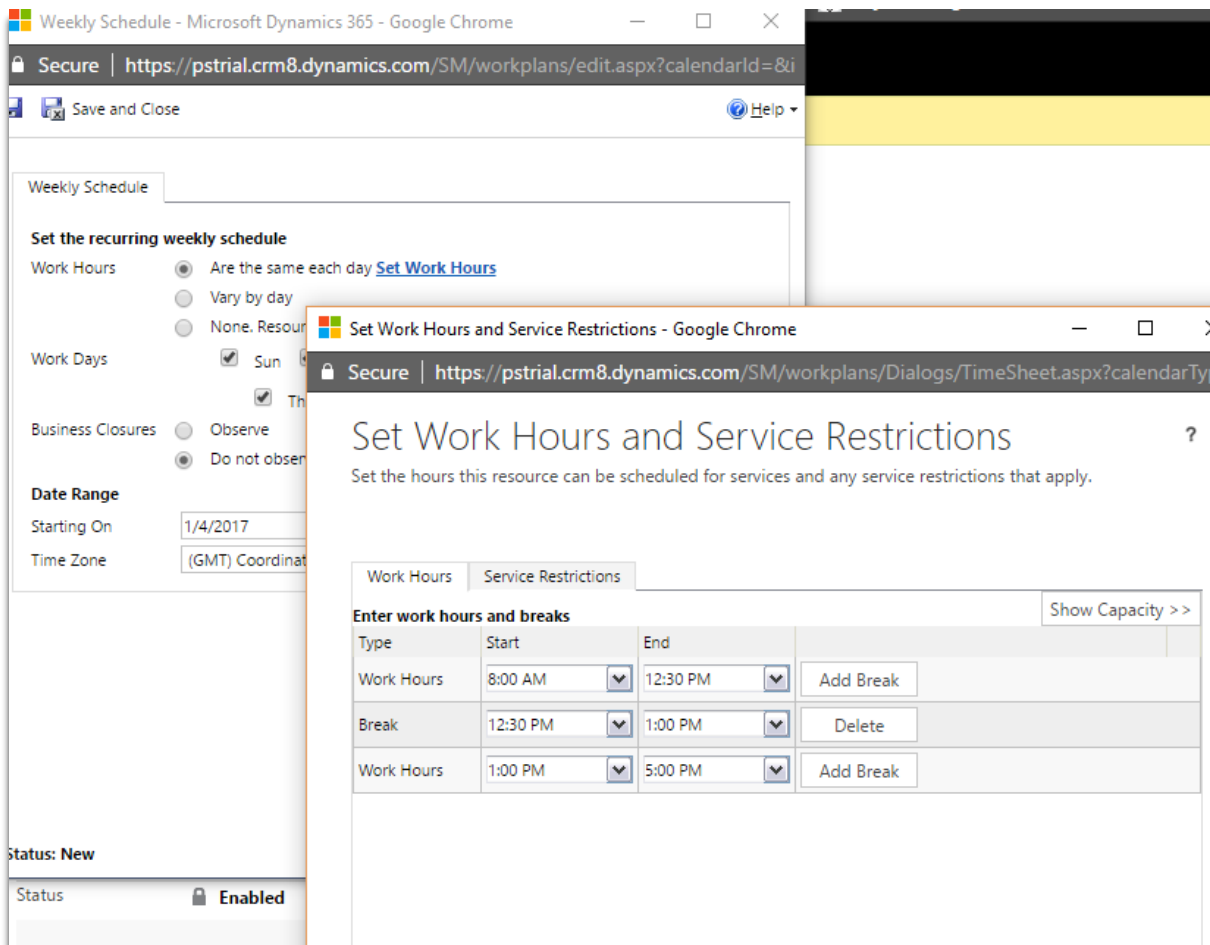 Weekly Schedule - Microsoft Dynamics 365 - Google Chrome
Secure | https://pstrial.crm8.dynamics.com/SM/workplans/edit.aspx?calendarId=&i
Save and Close
Help
Weekly Schedule
Set the recurring weekly schedule
Work Hours
Are the same each day Set Work Hours
Vary by day
None. Resour
Work Days
Sun
Th
Business Closures
Observe
Do not obser
Date Range
Starting On
1/4/2017
Time Zone
(GMT) Coordinat
Status: New
Status
Enabled
Set Work Hours and Service Restrictions - Google Chrome
Secure | https://pstrial.crm8.dynamics.com/SM/workplans/Dialogs/TimeSheet.aspx?calendarTy
Set Work Hours and Service Restrictions
?
Set the hours this resource can be scheduled for services and any service restrictions that apply.
Work Hours
Service Restrictions
Enter work hours and breaks
Show Capacity >>
Type Start End
Work Hours 8:00 AM 12:30 PM Add Break
Break 12:30 PM 1:00 PM Delete
Work Hours 1:00 PM 5:00 PM Add Break